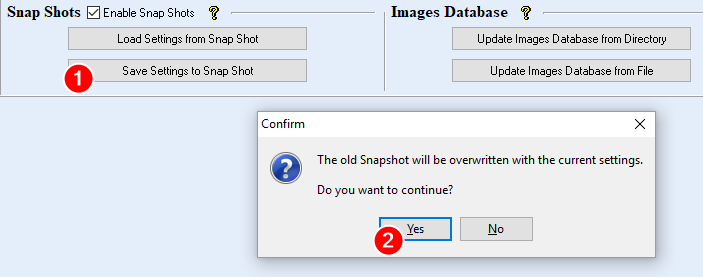 Snap Shots Enable Snap Shots ? Images Database ?
Load Settings from Snap Shot Update Images Database from Directory
1 Save Settings to Snap Shot Update Images Database from File
Confirm
The old Snapshot will be overwritten with the current settings.
Do you want to continue?
2 Yes No